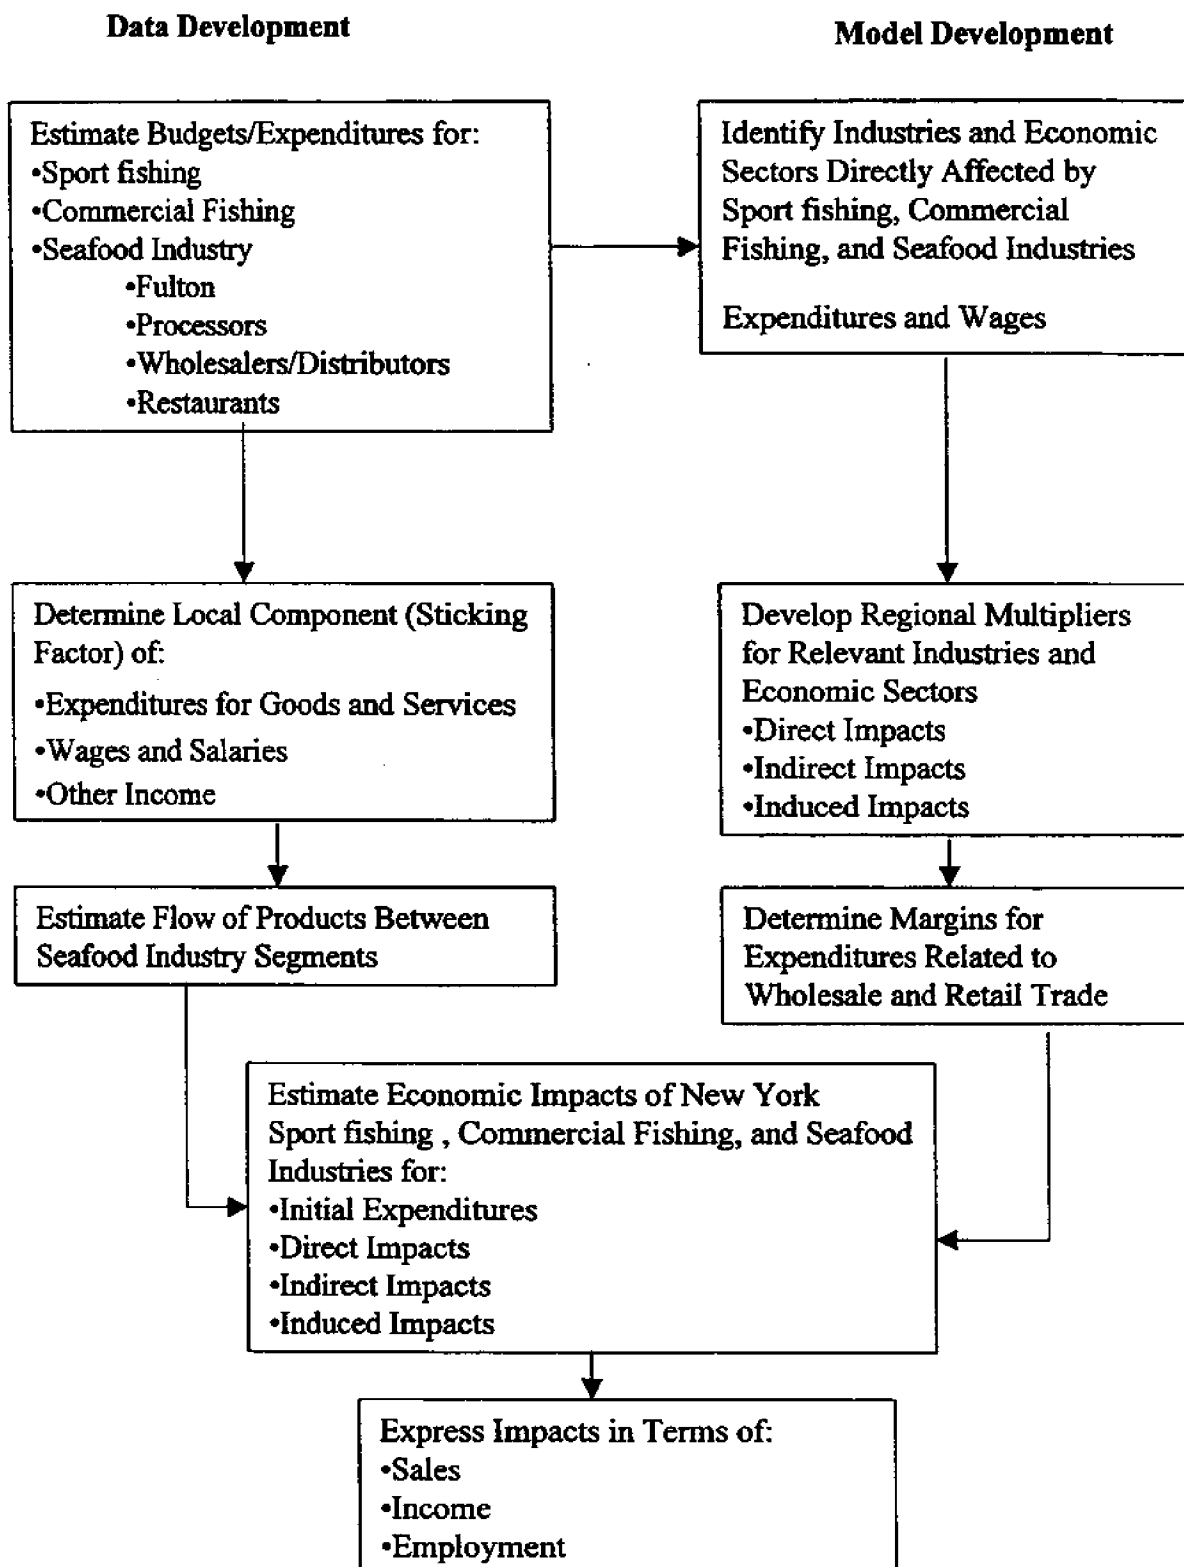 Data Development
Model Development
Estimate Budgets/Expenditures for:
•Sport fishing
•Commercial Fishing
•Seafood Industry
•Fulton
•Processors
•Wholesalers/Distributors
•Restaurants
Identify Industries and Economic
Sectors Directly Affected by
Sport fishing, Commercial
Fishing, and Seafood Industries
Expenditures and Wages
Determine Local Component (Sticking
Factor) of:
•Expenditures for Goods and Services
•Wages and Salaries
•Other Income
Develop Regional Multipliers
for Relevant Industries and
Economic Sectors
•Direct Impacts
•Indirect Impacts
•Induced Impacts
Estimate Flow of Products Between
Seafood Industry Segments
Determine Margins for
Expenditures Related to
Wholesale and Retail Trade
Estimate Economic Impacts of New York
Sport fishing , Commercial Fishing, and Seafood
Industries for:
•Initial Expenditures
•Direct Impacts
•Indirect Impacts
•Induced Impacts
Express Impacts in Terms of:
•Sales
•Income
•Employment